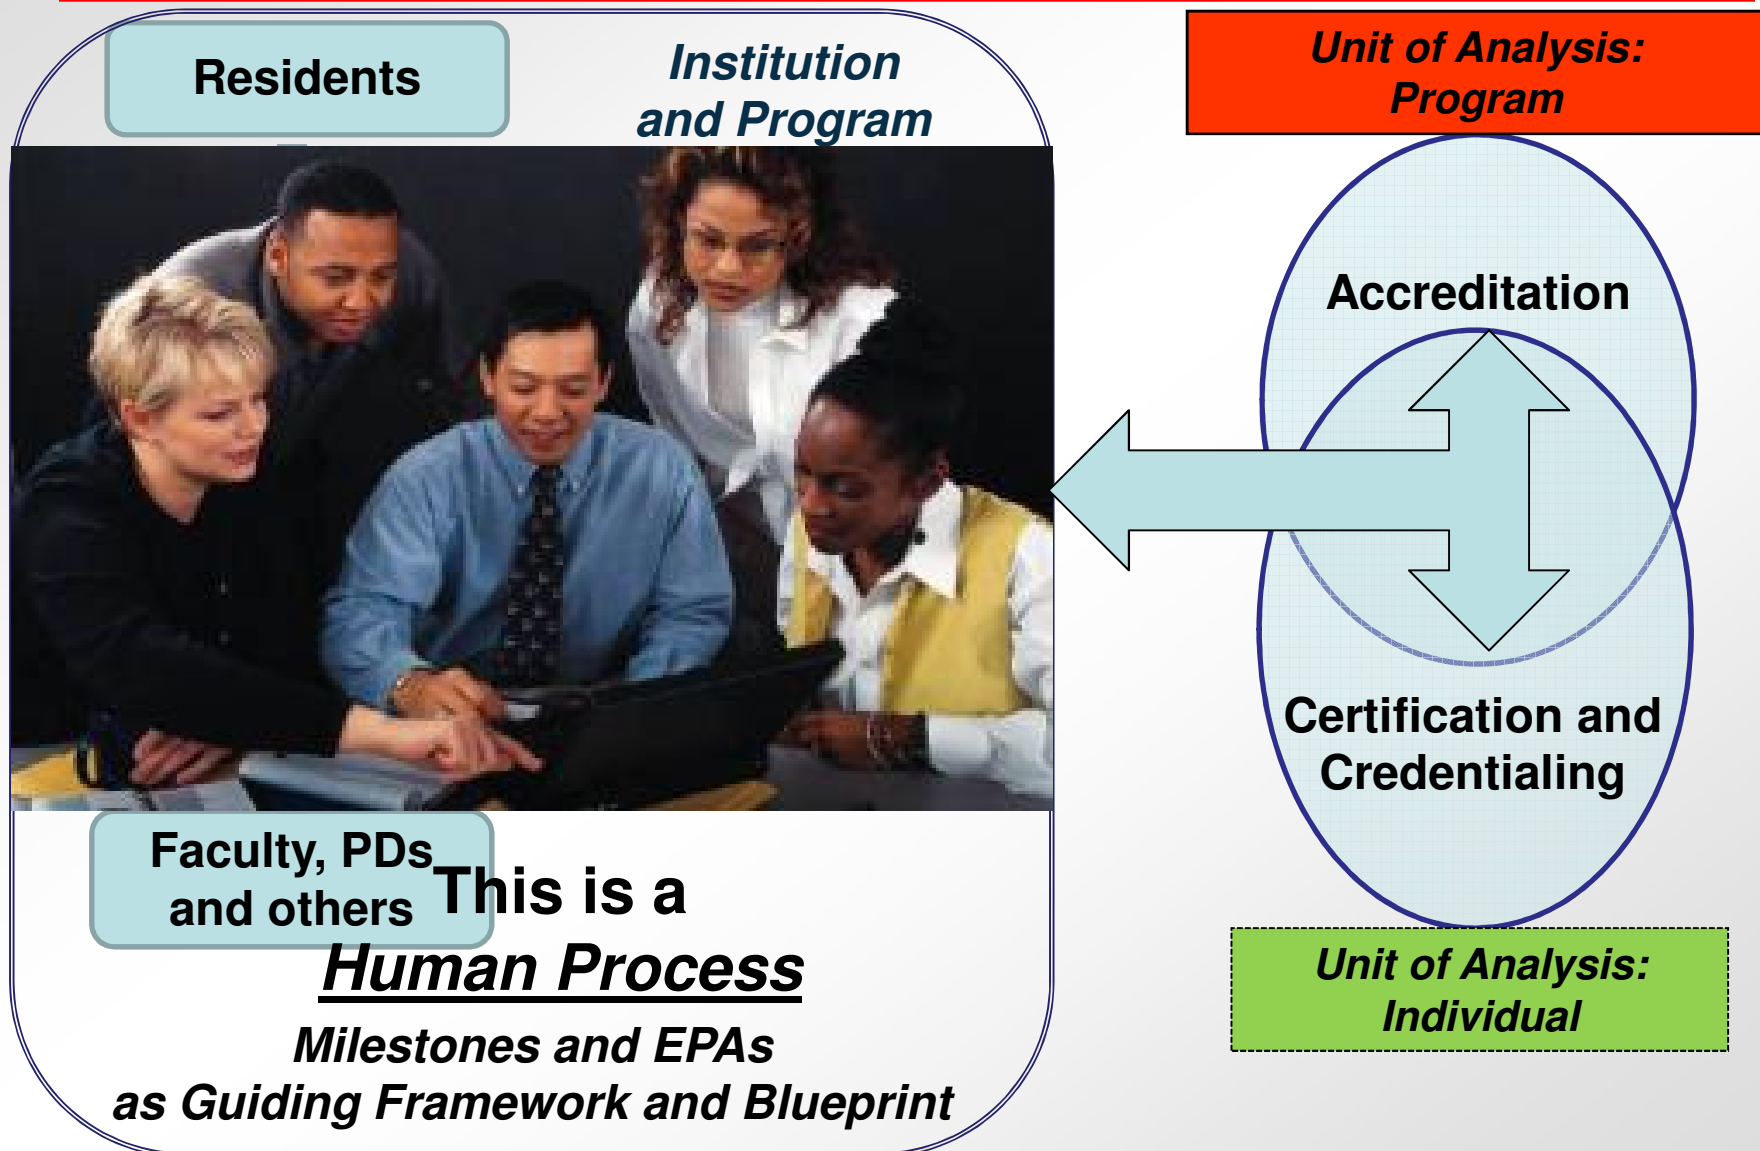 Residents
Institution
and Program
Unit of Analysis:
Program
Accreditation
Certification and
Credentialing
Faculty, PDs
and others
This is a
Human Process
Milestones and EPAs
as Guiding Framework and Blueprint
Unit of Analysis:
Individual